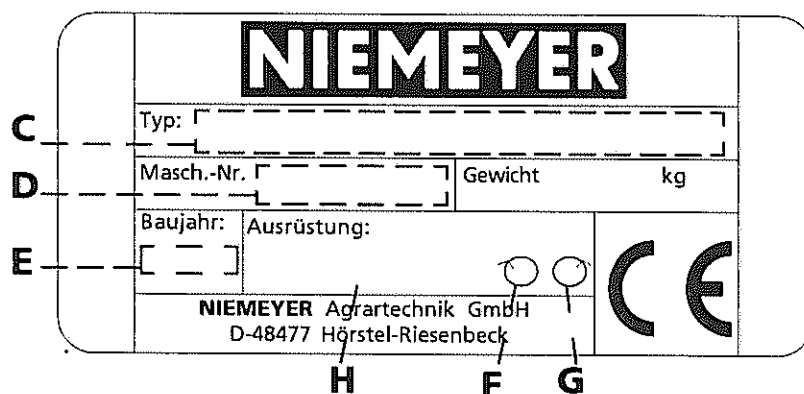 NIEMEYER
C
Typ:
D
Masch.-Nr.
Gewicht kg
E
Baujahr:
Ausrüstung:
CE
NIEMEYER Agrartechnik GmbH
D-48477 Hörstel-Riesenbeck
H F G